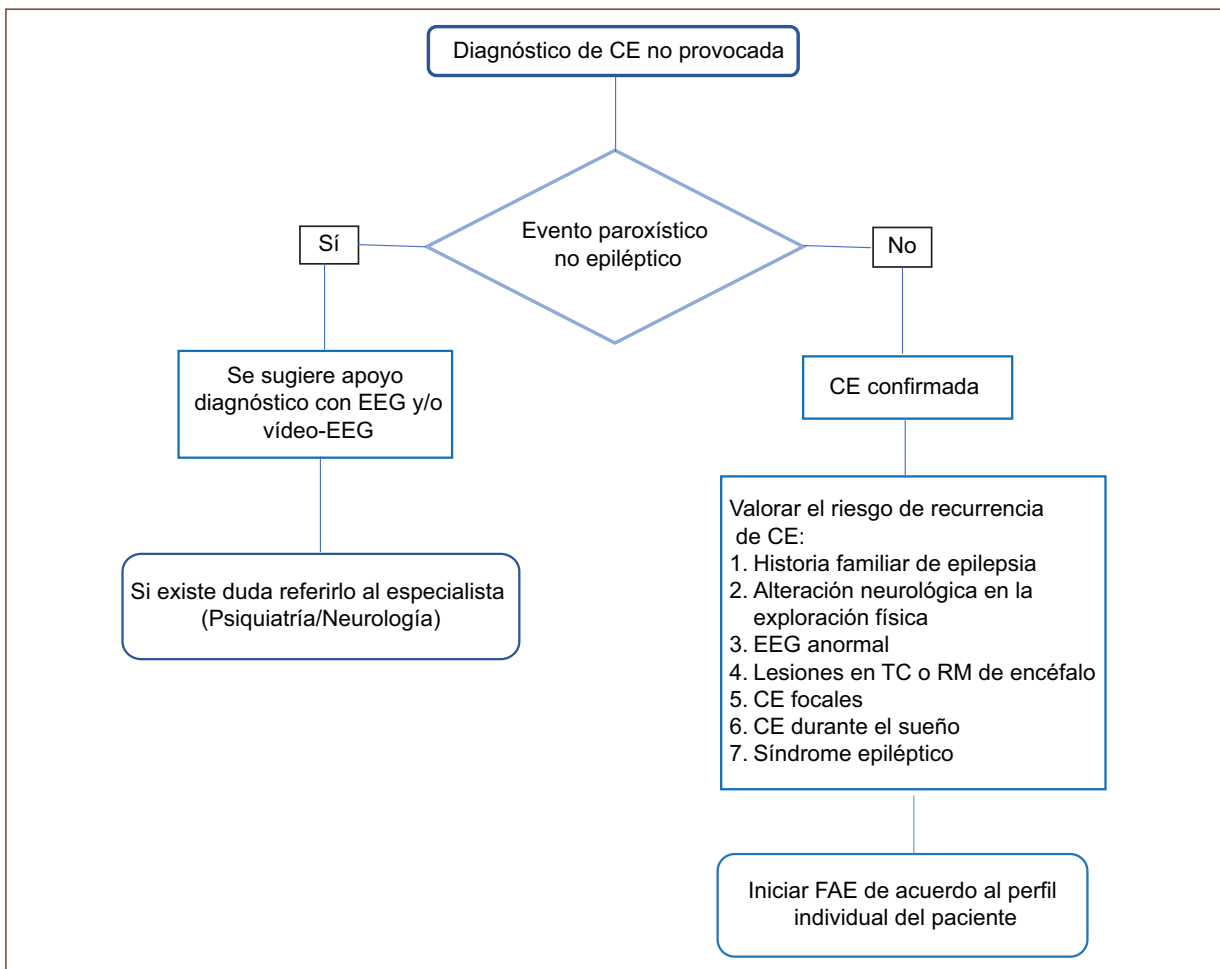 Diagnóstico de CE no provocada
Evento paroxístico
no epiléptico
Sí
No
Se sugiere apoyo
diagnóstico con EEG y/o
vídeo-EEG
CE confirmada
Si existe duda referirlo al especialista
(Psiquiatría/Neurología)
Valorar el riesgo de recurrencia
de CE:
1. Historia familiar de epilepsia
2. Alteración neurológica en la
exploración física
3. EEG anormal
4. Lesiones en TC o RM de encéfalo
5. CE focales
6. CE durante el sueño
7. Síndrome epiléptico
Iniciar FAE de acuerdo al perfil
individual del paciente